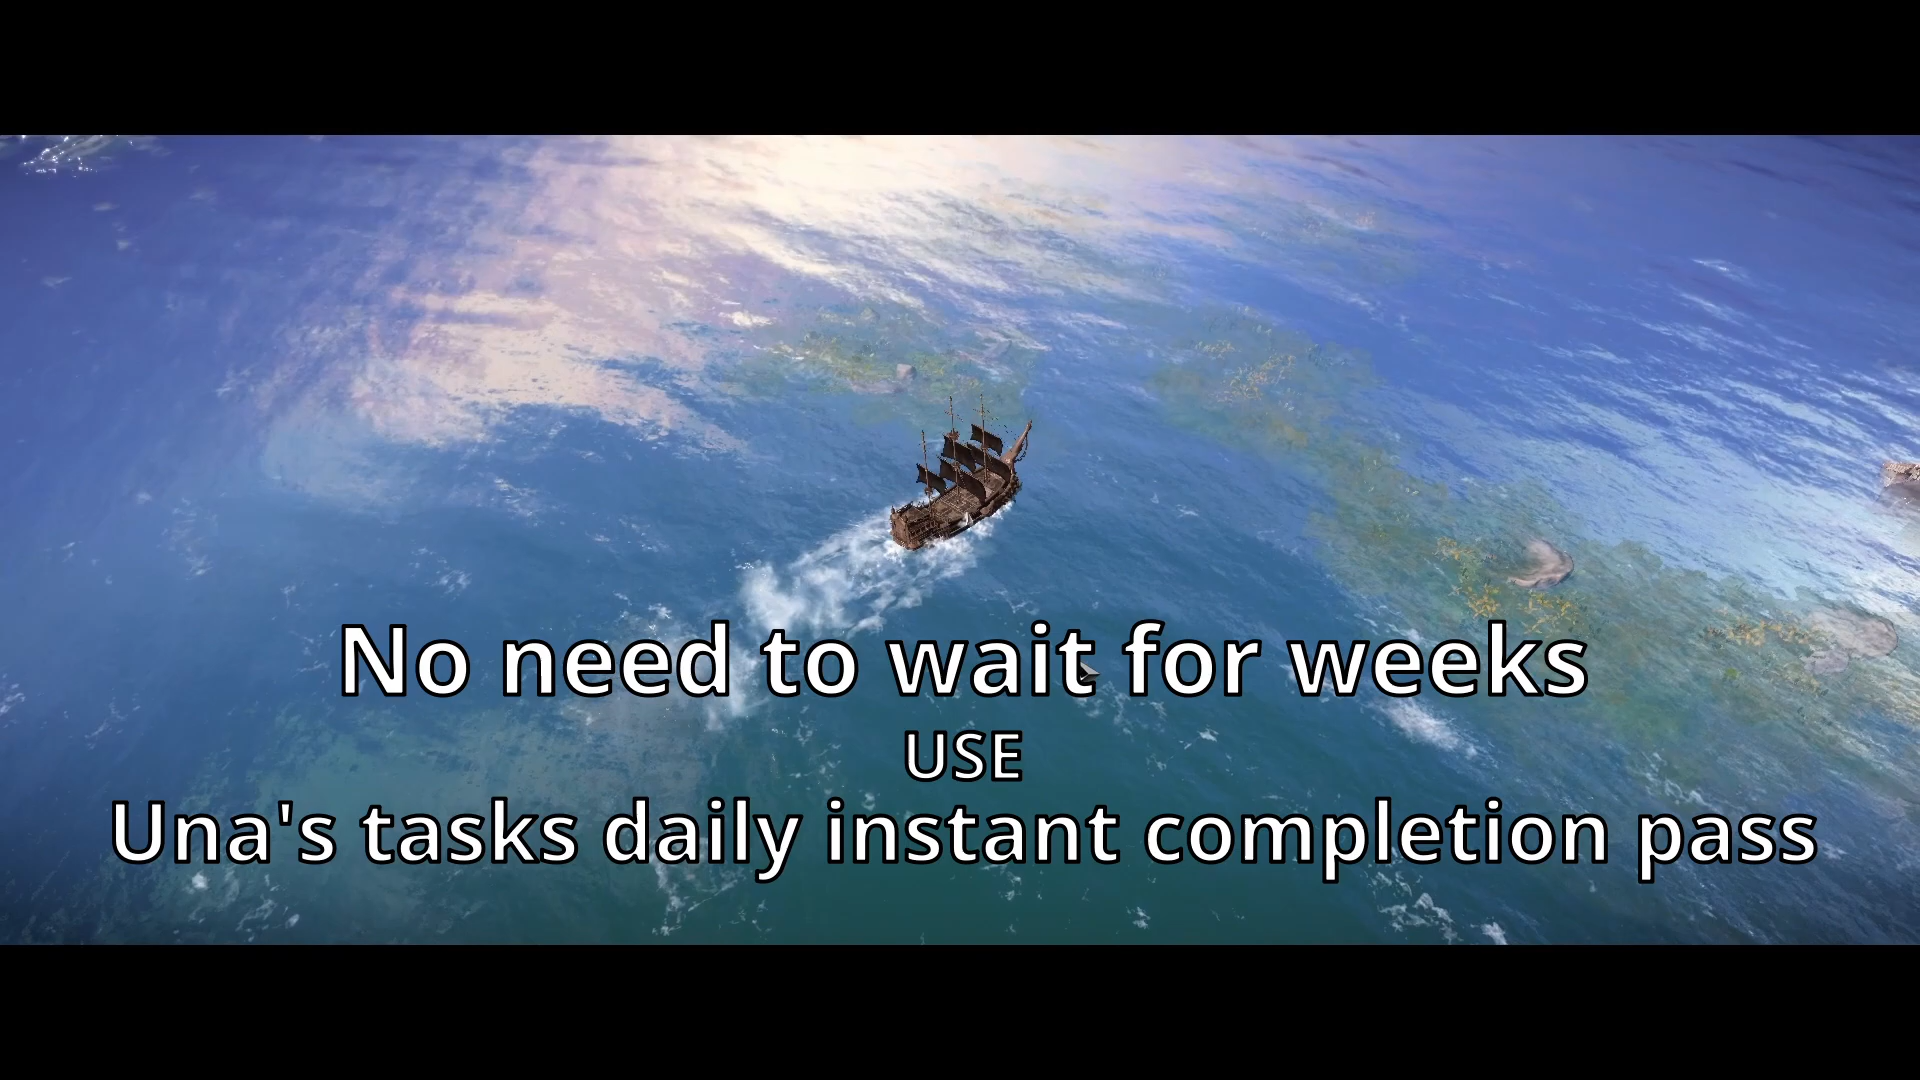 No need to wait for weeks
USE
Una's tasks daily instant completion pass